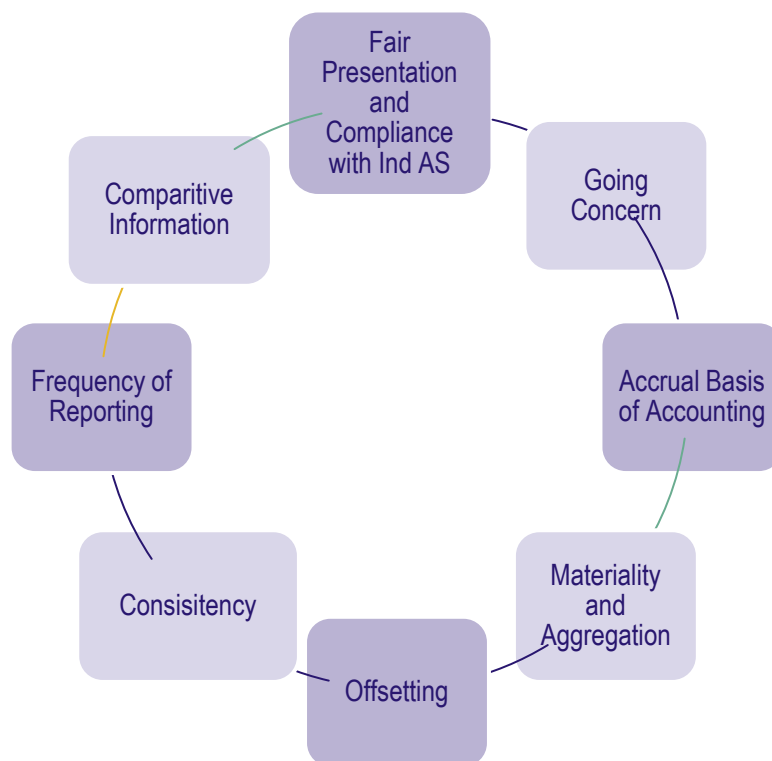 Fair
Presentation
and
Compliance
with Ind AS
Going
Concern
Accrual Basis
of Accounting
Materiality
and
Aggregation
Offsetting
Consisitency
Frequency of
Reporting
Comparitive
Information